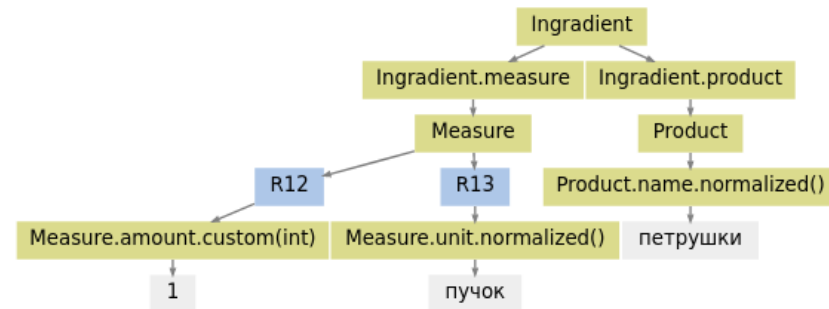 Ingradient
Ingradient.measure Ingradient.product
Measure Product
R12 R13 Product.name.normalized()
Measure.amount.custom(int) Measure.unit.normalized() петрушки
1 пучок